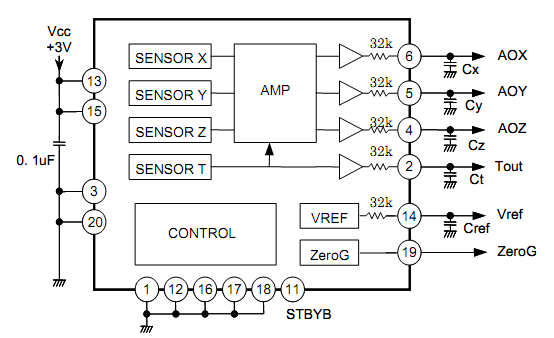 Vcc
+3V
0. 1uF
13
15
3
20
SENSOR X
SENSOR Y
SENSOR Z
SENSOR T
AMP
CONTROL
VREF
ZeroG
32k
32k
32k
32k
32k
6
5
4
2
14
19
Cx
Cy
Cz
Ct
Cref
AOX
AOY
AOZ
Tout
Vref
ZeroG
1
12
16
17
18
11
STBYB